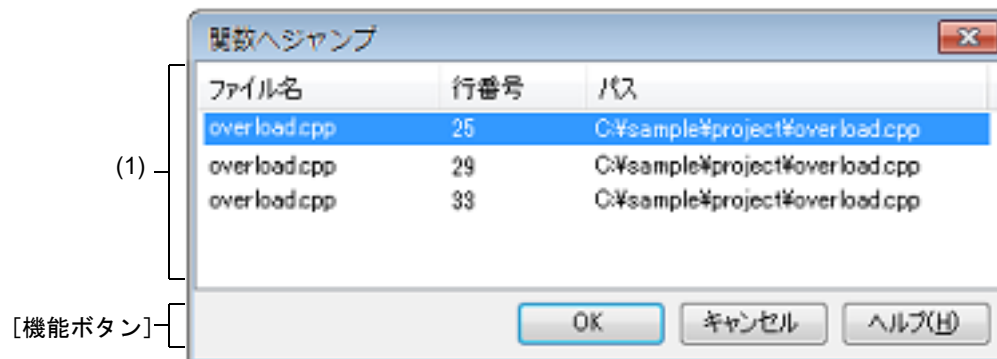 関数へジャンプ
ファイル名 行番号 パス
overload.cpp 25 C:¥sample¥project¥overload.cpp
(1)
overload.cpp 29 C:¥sample¥project¥overload.cpp
overload.cpp 33 C:¥sample¥project¥overload.cpp
[機能ボタン]
OK キャンセル ヘルプ(H)